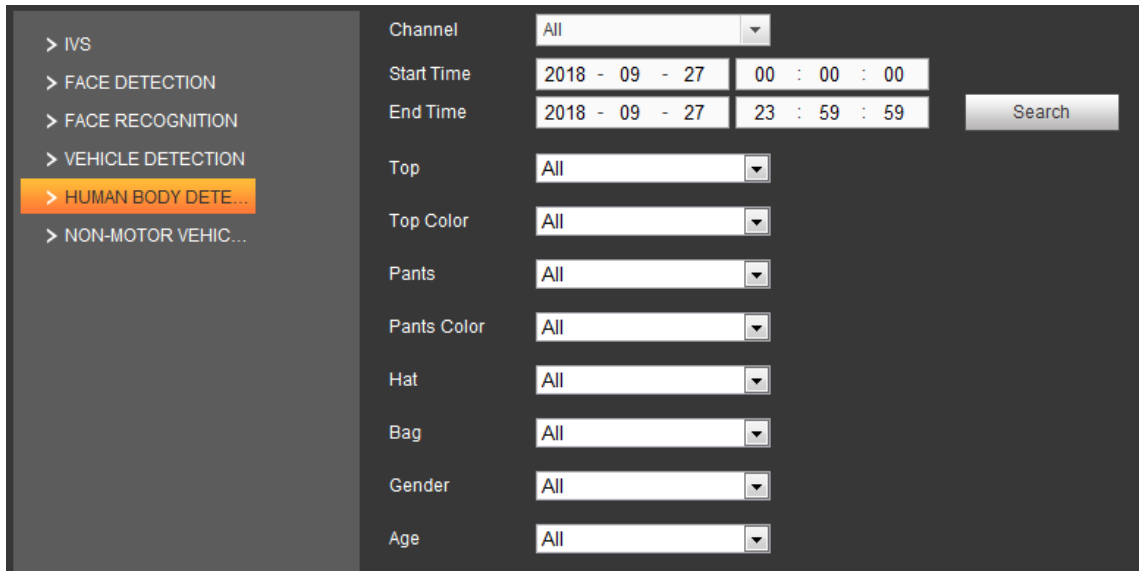 > IVS
> FACE DETECTION
> FACE RECOGNITION
> VEHICLE DETECTION
> HUMAN BODY DETE...
> NON-MOTOR VEHIC...
Channel All
Start Time 2018 - 09 - 27 00 : 00 : 00
End Time 2018 - 09 - 27 23 : 59 : 59 Search
Top All
Top Color All
Pants All
Pants Color All
Hat All
Bag All
Gender All
Age All